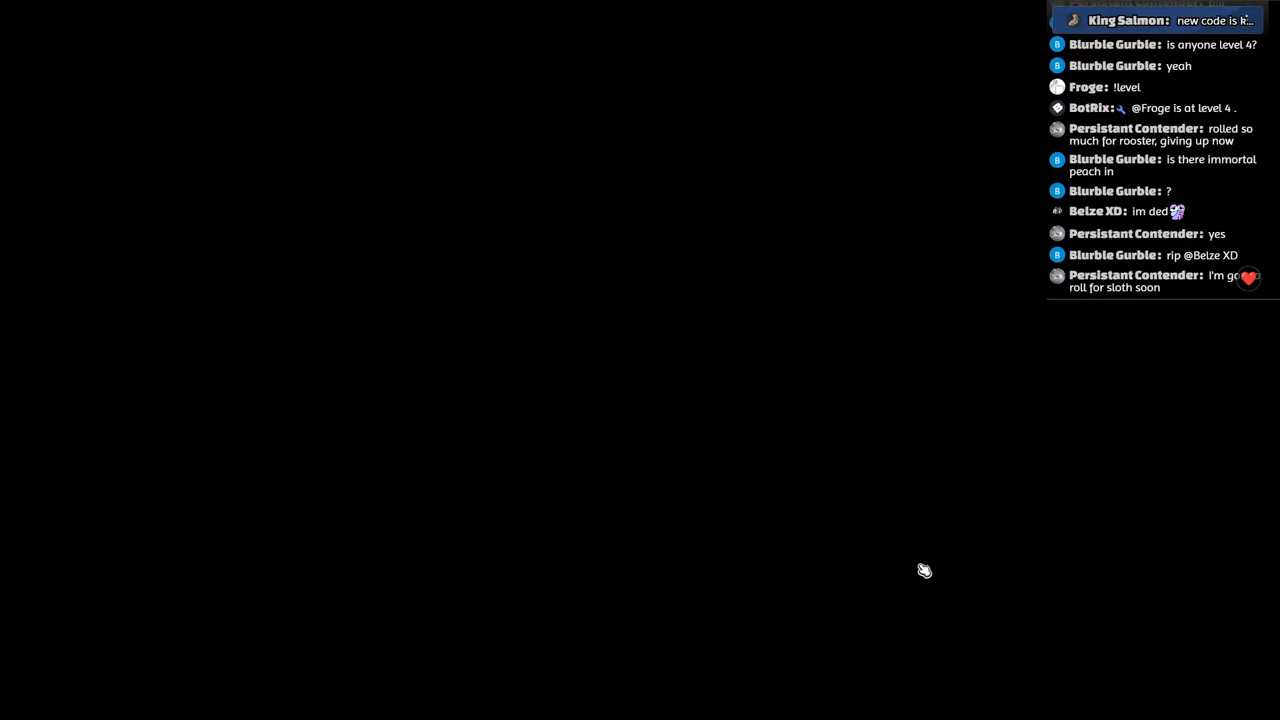 King Salmon: new code is k...
Blurble Gurble: is anyone level 4?
Blurble Gurble: yeah
Froge: !level
BotRix: @Froge is at level 4 .
Persistant Contender: rolled so
much for rooster, giving up now
Blurble Gurble: is there immortal
peach in
Blurble Gurble: ?
Belze XD: im ded
Persistant Contender: yes
Blurble Gurble: rip @Belze XD
Persistant Contender: I'm
roll for sloth soon